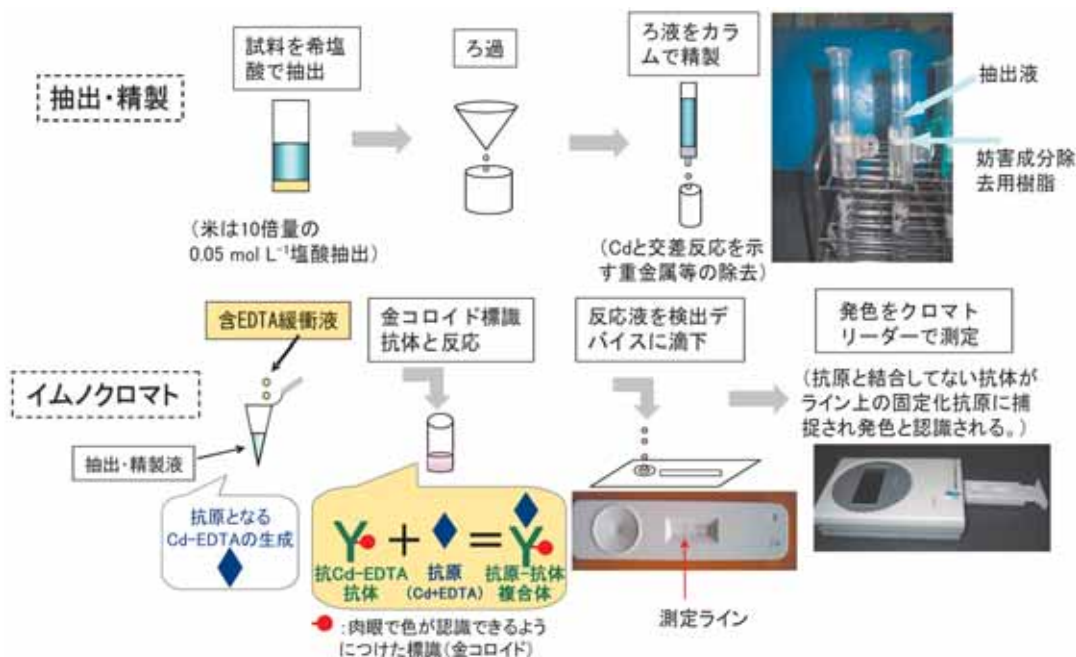 抽出・精製
試料を希塩
酸で抽出
(米は10倍量の
0.05 mol L⁻¹塩酸抽出)
ろ過
ろ液をカラ
ムで精製
(Cdと交差反応を示
す重金属等の除去)
抽出液
妨害成分除
去用樹脂
イムノクロマト
含EDTA緩衝液
抽出・精製液
抗原となる
Cd-EDTAの生成
金コロイド標識
抗体と反応
抗Cd-EDTA
抗体
+
抗原
(Cd+EDTA)
=
抗原-抗体
複合体
:肉眼で色が認識できるよう
につけた標識(金コロイド)
反応液を検出デ
バイスに滴下
測定ライン
発色をクロマト
リーダーで測定
(抗原と結合してない抗体が
ライン上の固定化抗原に捕
捉され発色と認識される。)